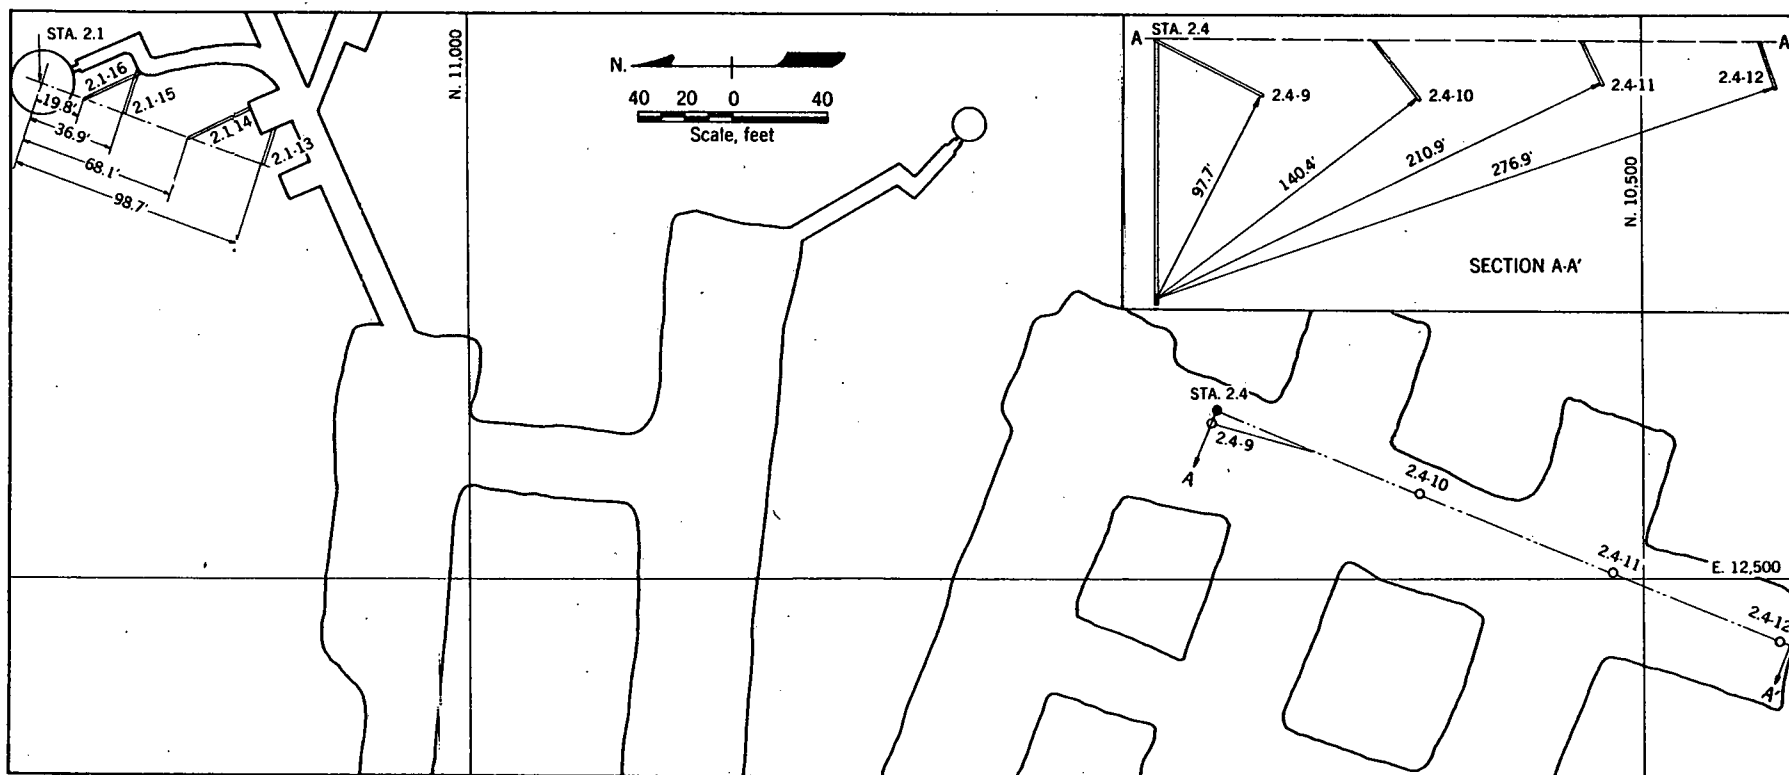 STA. 2.1
2.1-16
2.1-15
19.8'
36.9'
2.1 14
2.1-13
68.1'
98.7'
N. 11,000
N.
40 20 0 40
Scale, feet
A STA. 2.4 A
2.4-9
2.4-10
2.4-11
2.4-12
97.7'
140.4'
210.9'
276.9'
N. 10,500
SECTION A-A'
STA. 2.4
2.4-9
A
2.4-10
2.4-11
E. 12,500
2.4-12
A'